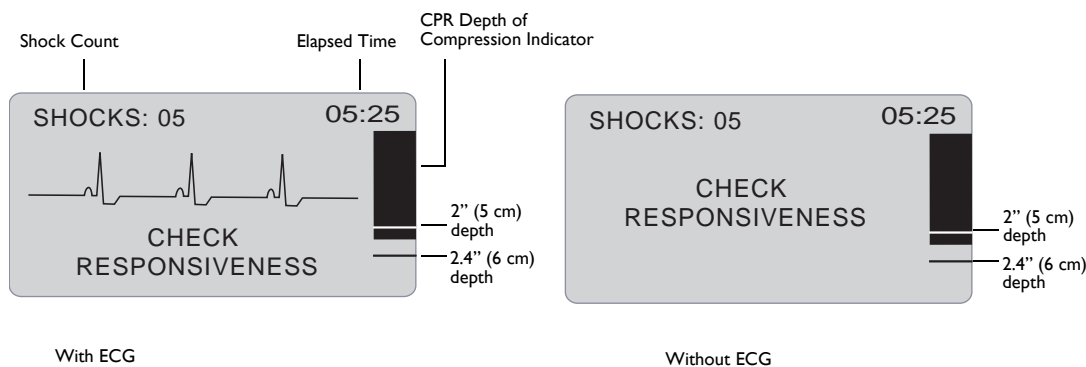 CPR Depth of
Compression Indicator
Shock Count
Elapsed Time
SHOCKS: 05
05:25
CHECK
RESPONSIVENESS
2” (5 cm)
depth
2.4” (6 cm)
depth
With ECG
SHOCKS: 05
05:25
CHECK
RESPONSIVENESS
2” (5 cm)
depth
2.4” (6 cm)
depth
Without ECG